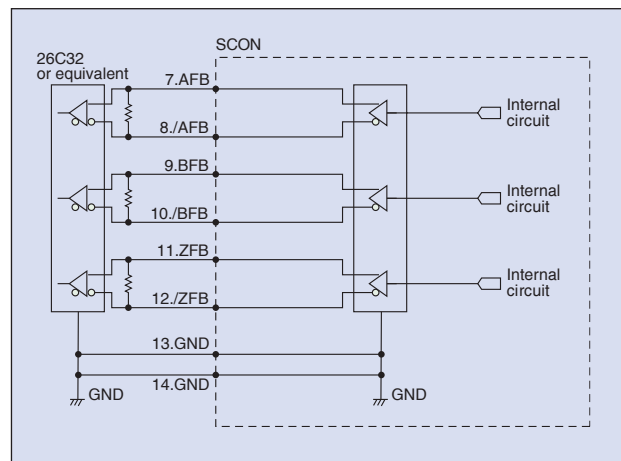 SCON
26C32
or equivalent
7.AFB
Internal
circuit
8./AFB
9.BFB
Internal
circuit
10./BFB
11.ZFB
Internal
circuit
12./ZFB
13.GND
14.GND
GND
GND